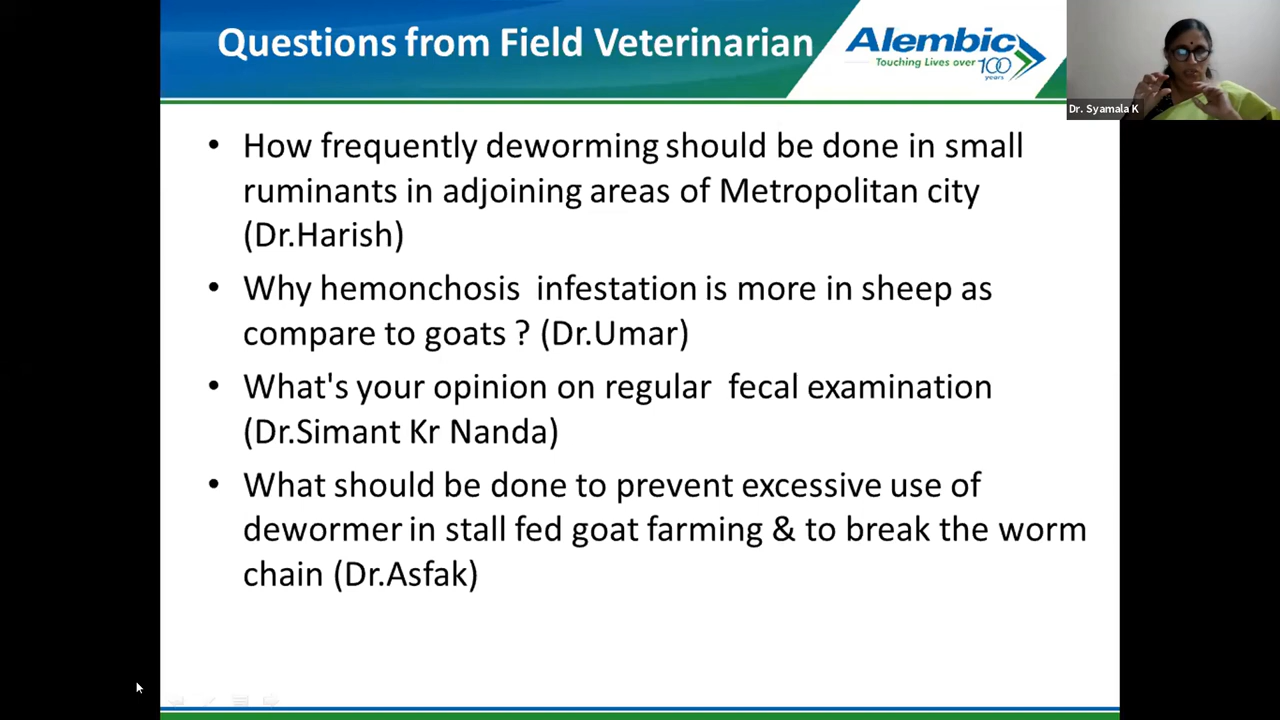 Questions from Field Veterinarian
Alembic
Touching Lives over 100 years
Dr. Syamala K
• How frequently deworming should be done in small
ruminants in adjoining areas of Metropolitan city
(Dr.Harish)
• Why hemonchosis infestation is more in sheep as
compare to goats ? (Dr.Umar)
• What's your opinion on regular fecal examination
(Dr.Simant Kr Nanda)
• What should be done to prevent excessive use of
dewormer in stall fed goat farming & to break the worm
chain (Dr.Asfak)